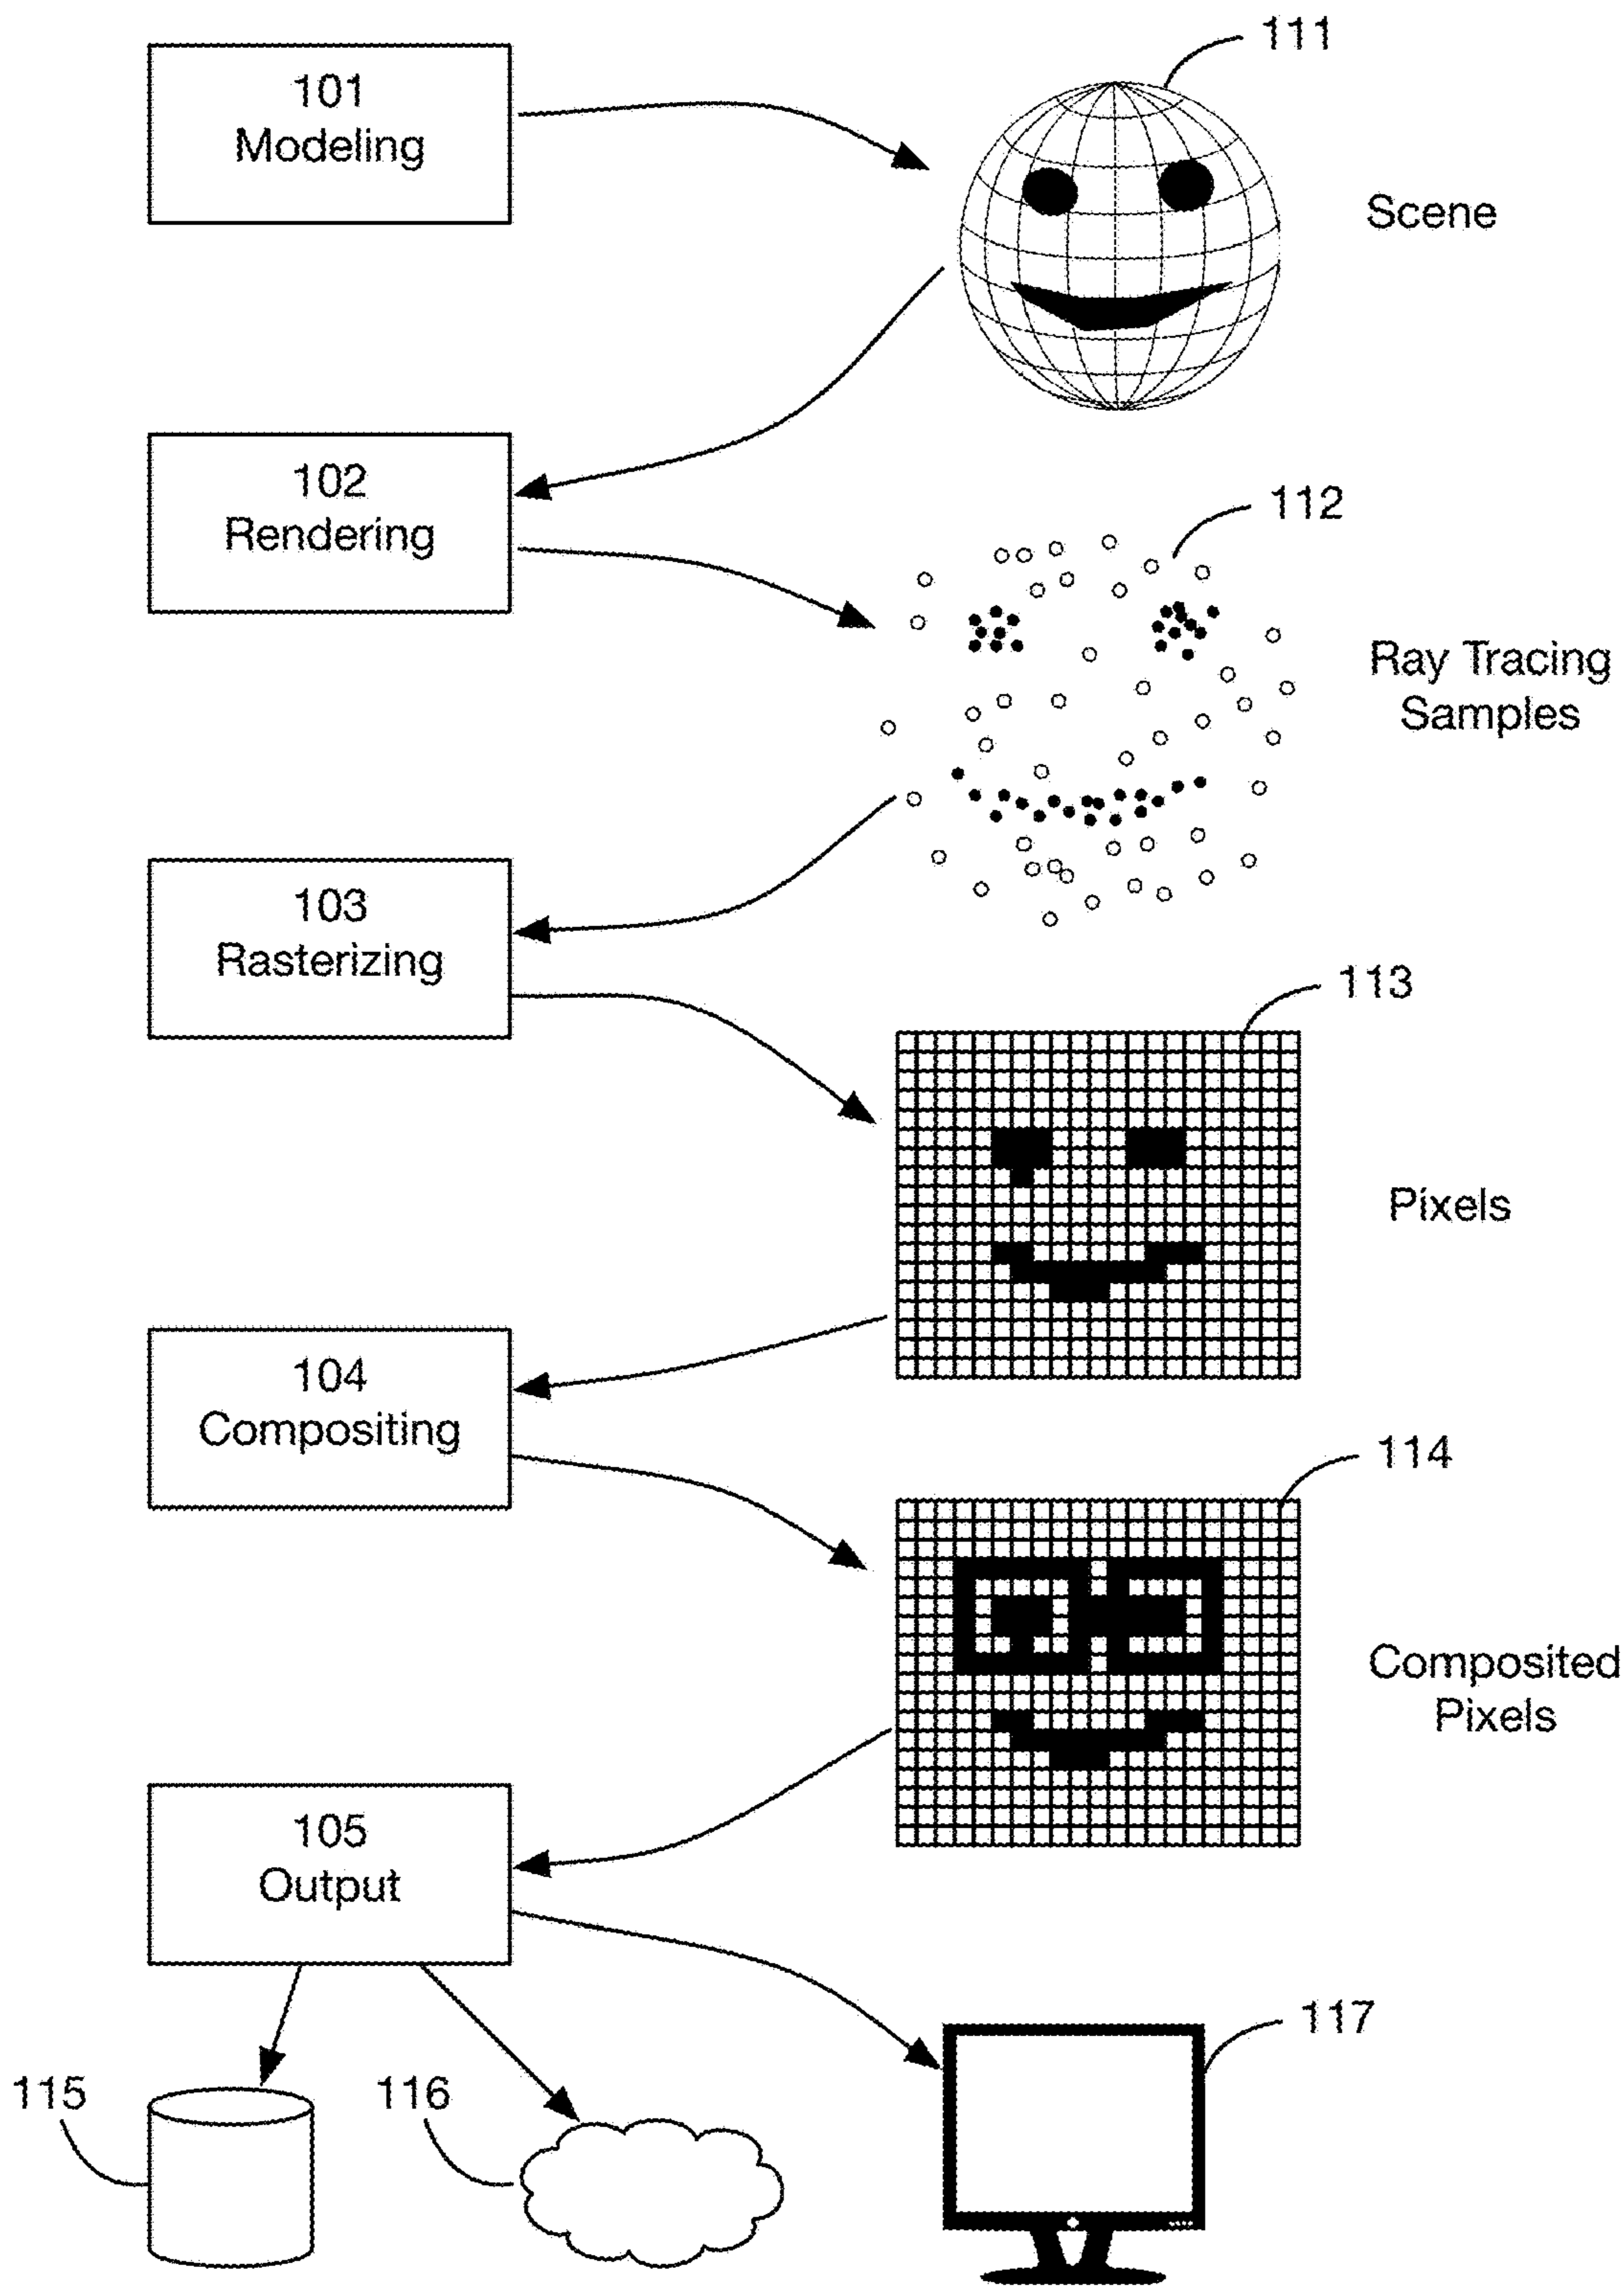 111
101
Modeling
Scene
102
Rendering
112
Ray Tracing
Samples
103
Rasterizing
113
Pixels
104
Compositing
114
Composited
Pixels
105
Output
117
115
116